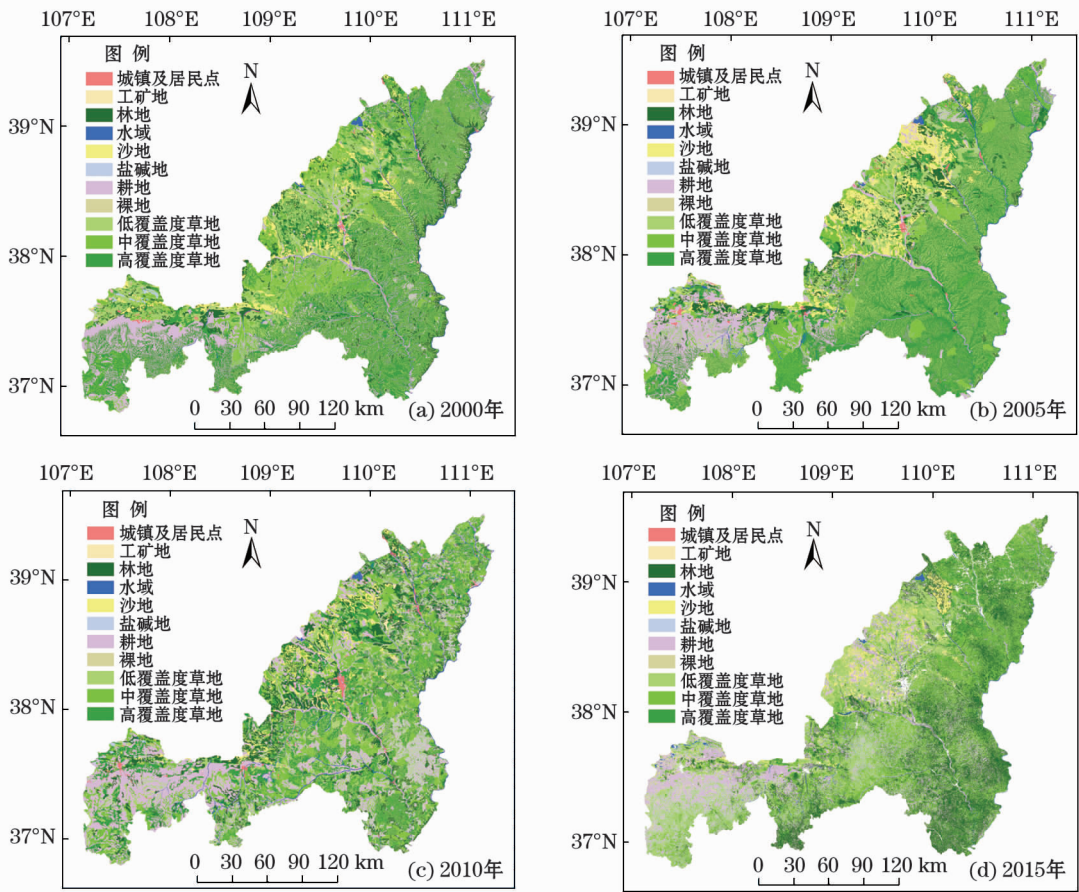 107°E 108°E 109°E 110°E 111°E
图 例
城镇及居民点
工矿地
林地
水域
沙地
盐碱地
耕地
裸地
低覆盖度草地
中覆盖度草地
高覆盖度草地
N
39°N
38°N
37°N
0 30 60 90 120 km
(a) 2000年
107°E 108°E 109°E 110°E 111°E
图 例
城镇及居民点
工矿地
林地
水域
沙地
盐碱地
耕地
裸地
低覆盖度草地
中覆盖度草地
高覆盖度草地
N
39°N
38°N
37°N
0 30 60 90 120 km
(b) 2005年
107°E 108°E 109°E 110°E 111°E
图 例
城镇及居民点
工矿地
林地
水域
沙地
盐碱地
耕地
裸地
低覆盖度草地
中覆盖度草地
高覆盖度草地
N
39°N
38°N
37°N
0 30 60 90 120 km
(c) 2010年
107°E 108°E 109°E 110°E 111°E
图 例
城镇及居民点
工矿地
林地
水域
沙地
盐碱地
耕地
裸地
低覆盖度草地
中覆盖度草地
高覆盖度草地
N
39°N
38°N
37°N
0 30 60 90 120 km
(d) 2015年